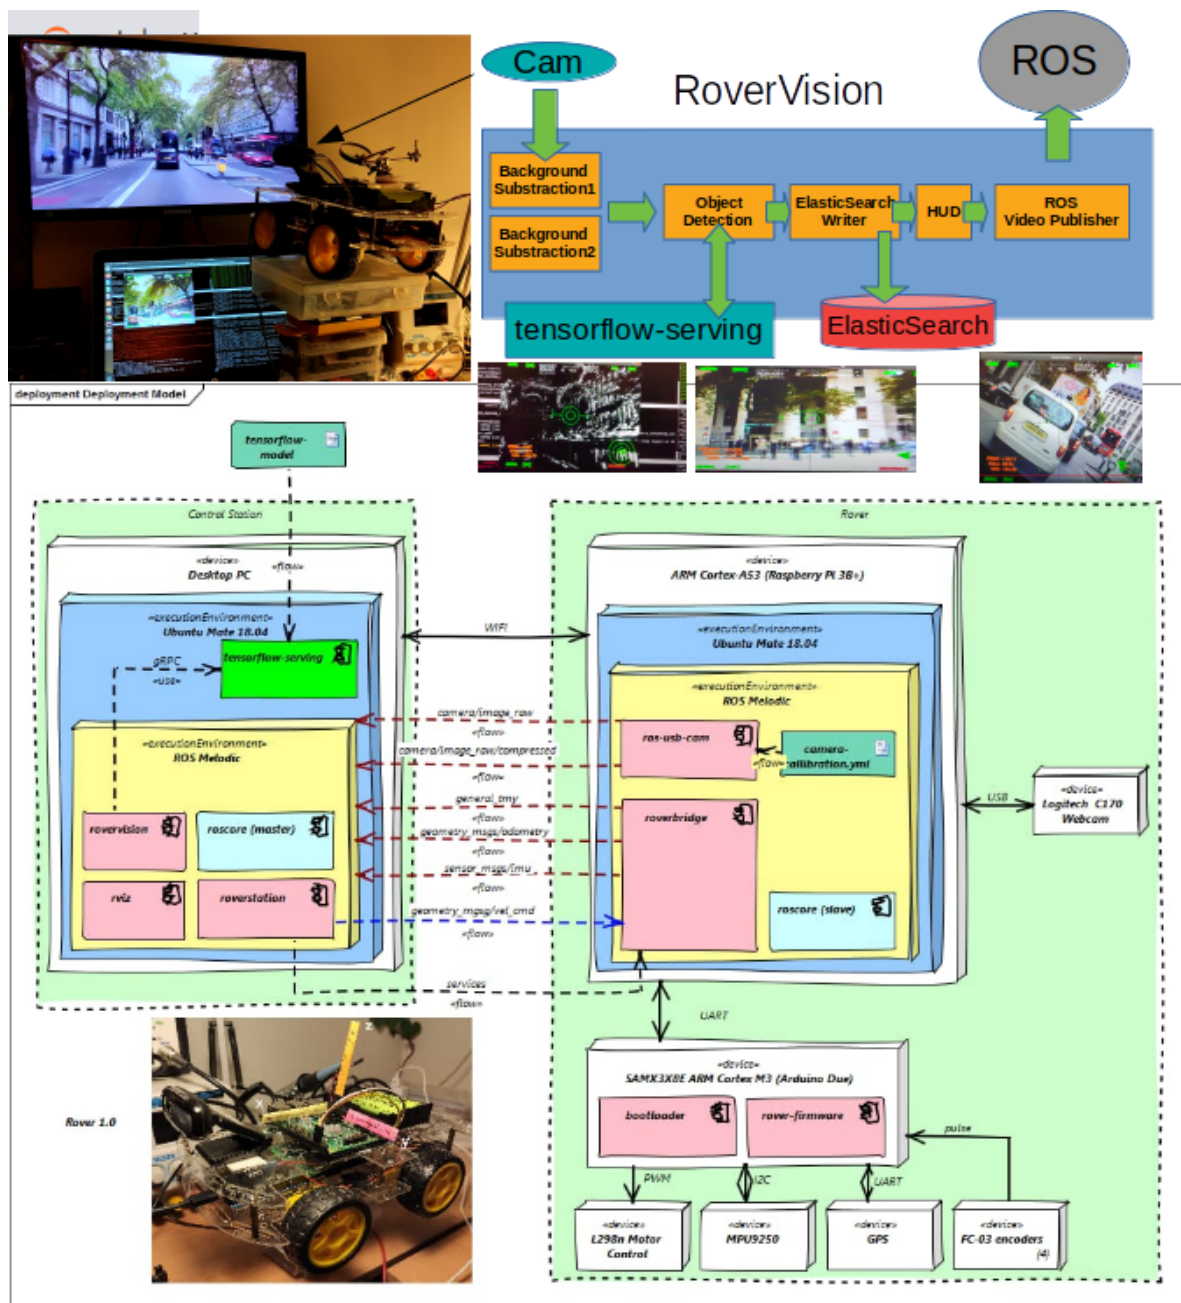 Cam
RoverVision
ROS
Background
Substraction1
Background
Substraction2
Object
Detection
ElasticSearch
Writer
HUD
ROS
Video Publisher
tensorflow-serving
ElasticSearch
deployment Deployment Model
tensorflow-
model
Control Station
Rover
«device»
Desktop PC
«flow»
«executionEnvironment»
Ubuntu Mate 18.04
tensorflow-serving
gRPC
«use»
«executionEnvironment»
ROS Melodic
rovervision
roscore (master)
rviz
roverstation
WIFI
camera/image_raw
«flow»
camera/image_raw/compressed
«flow»
general_tmy
«flow»
geometry_msgs/odometry
«flow»
sensor_msgs/imu
«flow»
geometry_mgsg/vel_cmd
«flow»
services
«flow»
«device»
ARM Cortex-A53 (Raspberry Pi 3B+)
«executionEnvironment»
Ubuntu Mate 18.04
«executionEnvironment»
ROS Melodic
ros-usb-cam
«flow»
camera-
callibration.yml
roverbridge
roscore (slave)
USB
«device»
Logitech C170
Webcam
UART
«device»
SAMX3X8E ARM Cortex M3 (Arduino Due)
bootloader
rover-firmware
pulse
PWM
I2C
UART
«device»
L298n Motor
Control
«device»
MPU9250
«device»
GPS
«device»
FC-03 encoders
(4)
Rover 1.0
Z
X
Y